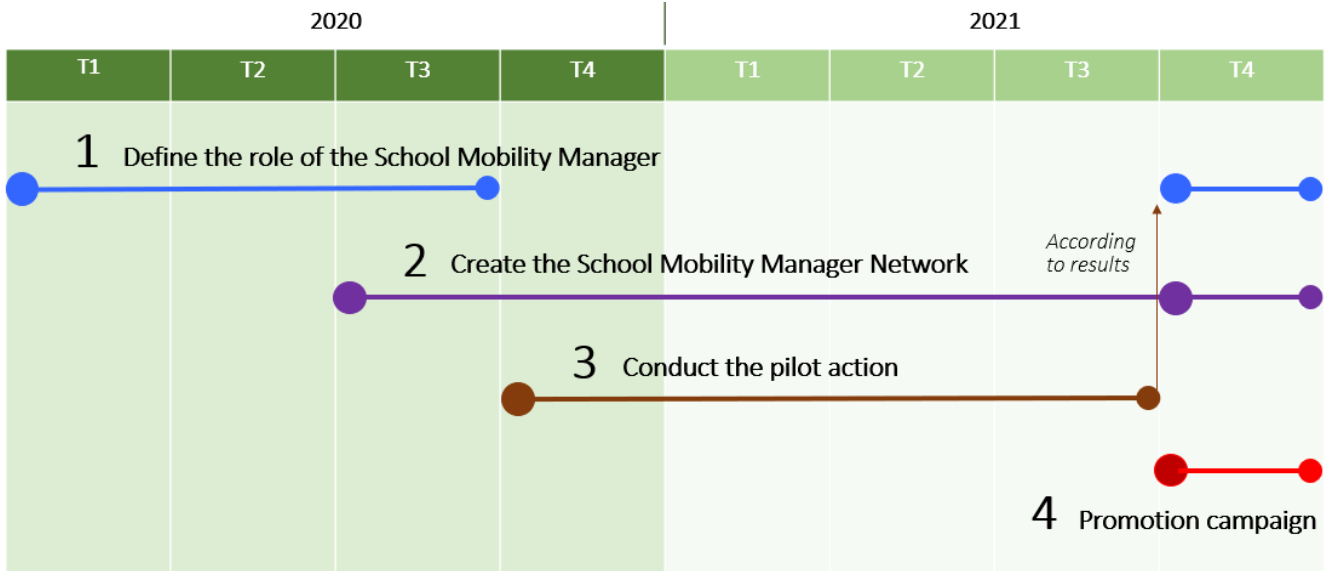 2020 2021
T1 T2 T3 T4 T1 T2 T3 T4
1 Define the role of the School Mobility Manager
2 Create the School Mobility Manager Network
According
to results
3 Conduct the pilot action
4 Promotion campaign